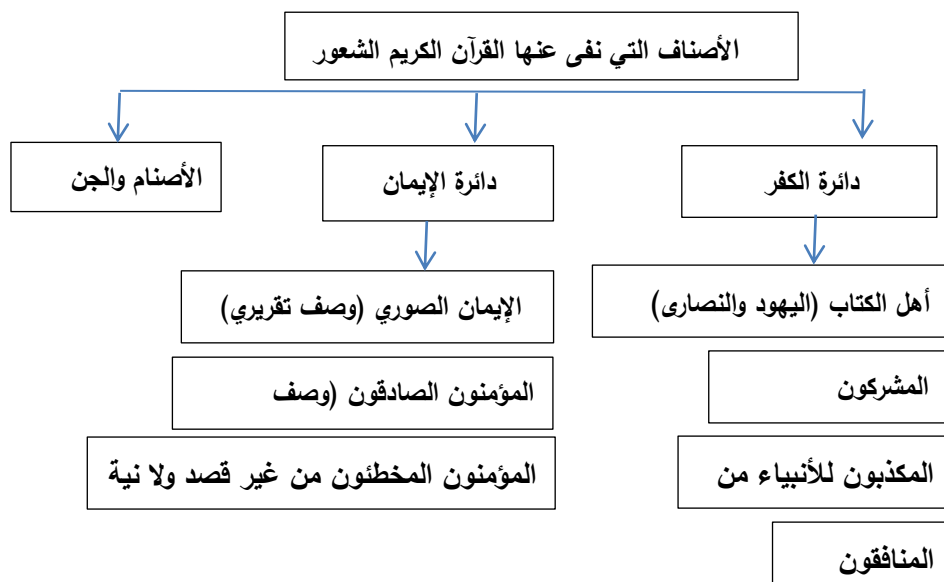 الأصناف التي نفى عنها القرآن الكريم الشعور
دائرة الكفر
دائرة الإيمان
الأصنام والجن
أهل الكتاب (اليهود والنصارى)
المشركون
المكذبون للأنبياء من
المنافقون
الإيمان الصوري (وصف تقريري)
المؤمنون الصادقون (وصف
المؤمنون المخطئون من غير قصد ولا نية